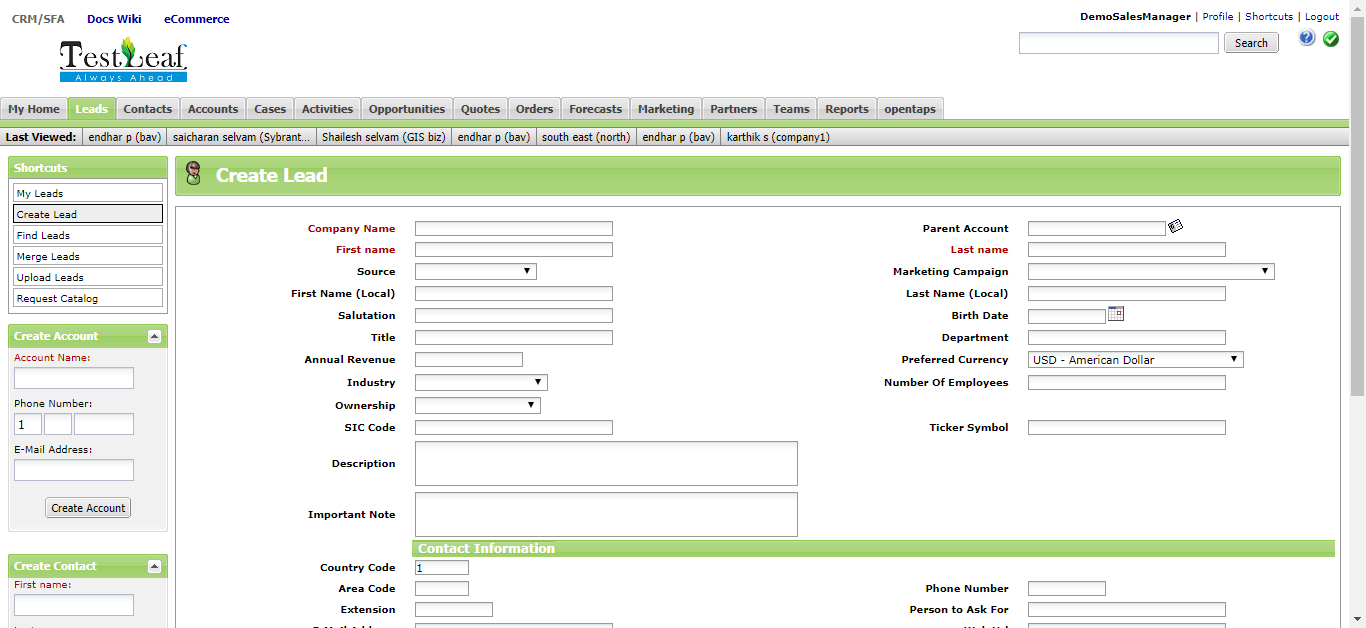 CRM/SFA Docs Wiki eCommerce
DemoSalesManager | Profile | Shortcuts | Logout
TestLeaf
Always Ahead
Search
My Home Leads Contacts Accounts Cases Activities Opportunities Quotes Orders Forecasts Marketing Partners Teams Reports opentaps
Last Viewed: endhar p (bav) saicharan selvam (Sybrant... Shailesh selvam (GIS biz) endhar p (bav) south east (north) endhar p (bav) karthik s (company1)
Shortcuts
My Leads
Create Lead
Find Leads
Merge Leads
Upload Leads
Request Catalog
Create Account
Account Name:
Phone Number:
1
E-Mail Address:
Create Account
Create Contact
First name:
Create Lead
Company Name Parent Account
First name Last name
Source Marketing Campaign
First Name (Local) Last Name (Local)
Salutation Birth Date
Title Department
Annual Revenue Preferred Currency USD - American Dollar
Industry Number Of Employees
Ownership
SIC Code Ticker Symbol
Description
Important Note
Contact Information
Country Code 1
Area Code Phone Number
Extension Person to Ask For